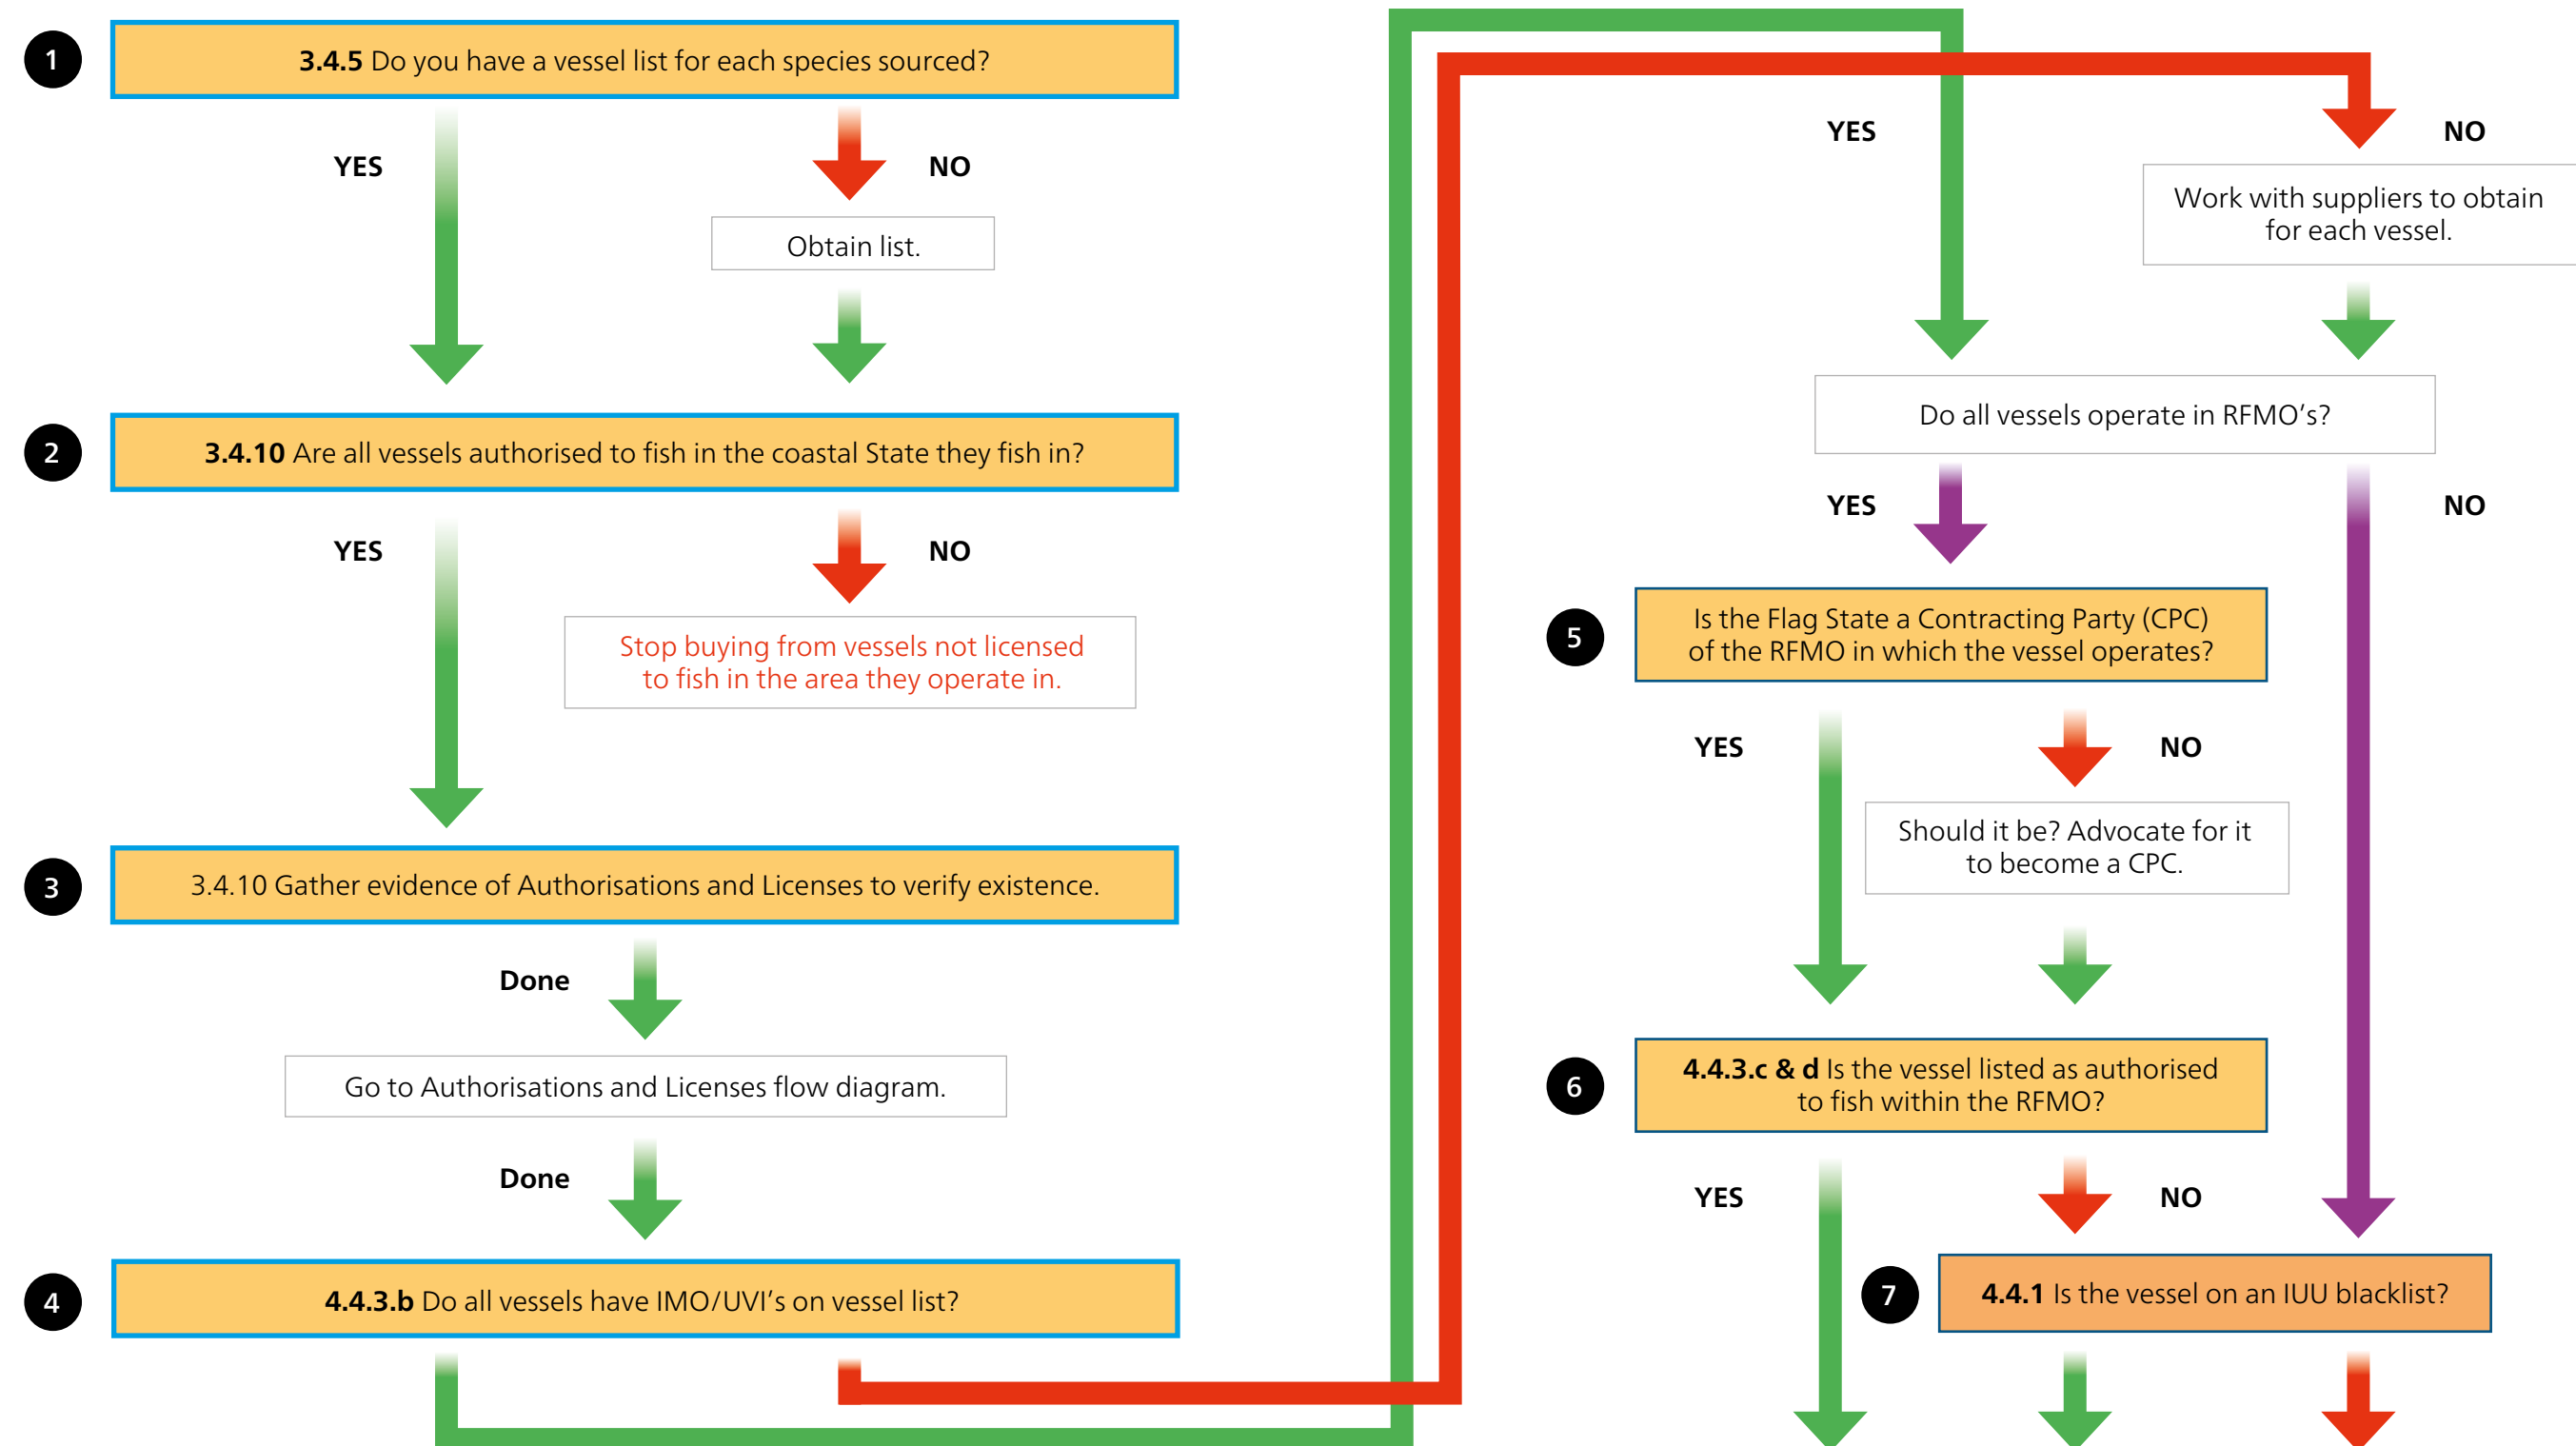 1
3.4.5 Do you have a vessel list for each species sourced?
YES
NO
Obtain list.
2
3.4.10 Are all vessels authorised to fish in the coastal State they fish in?
YES
NO
Stop buying from vessels not licensed
to fish in the area they operate in.
3
3.4.10 Gather evidence of Authorisations and Licenses to verify existence.
Done
Go to Authorisations and Licenses flow diagram.
Done
4
4.4.3.b Do all vessels have IMO/UVI's on vessel list?
YES
NO
Work with suppliers to obtain
for each vessel.
Do all vessels operate in RFMO's?
YES
NO
5
Is the Flag State a Contracting Party (CPC)
of the RFMO in which the vessel operates?
YES
NO
Should it be? Advocate for it
to become a CPC.
6
4.4.3.c & d Is the vessel listed as authorised
to fish within the RFMO?
YES
NO
7
4.4.1 Is the vessel on an IUU blacklist?